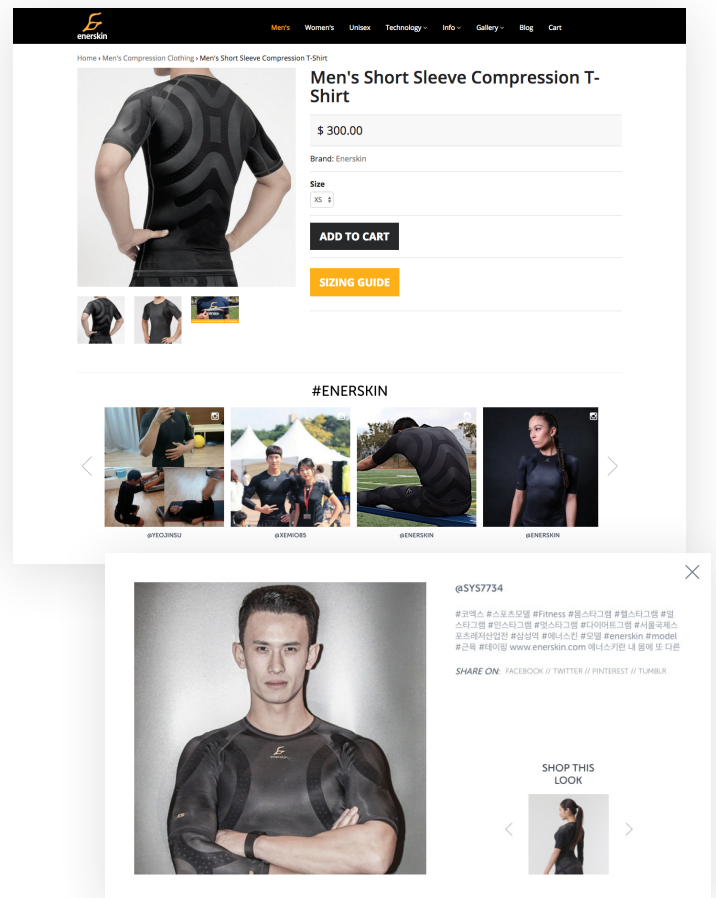 enerskin
Men's Women's Unisex Technology Info Gallery Blog Cart
Home › Men's Compression Clothing › Men's Short Sleeve Compression T-Shirt
Men's Short Sleeve Compression T-
Shirt
$ 300.00
Brand: Enerskin
Size
XS
ADD TO CART
SIZING GUIDE
#ENERSKIN
@YEOJINSU @XEMIO85 @ENERSKIN @ENERSKIN
@SYS7734
#코엑스 #스포츠모델 #Fitness #몸스타그램 #헬스타그램 #얼
스타그램 #인스타그램 #멋스타그램 #다이어트그램 #서울국제스
포츠레저산업전 #삼성역 #에너스킨 #모델 #enerskin #model
#근육 #테이핑 www.enerskin.com 에너스키란 내 몸에 또 다른
SHARE ON: FACEBOOK // TWITTER // PINTEREST // TUMBLR
SHOP THIS
LOOK